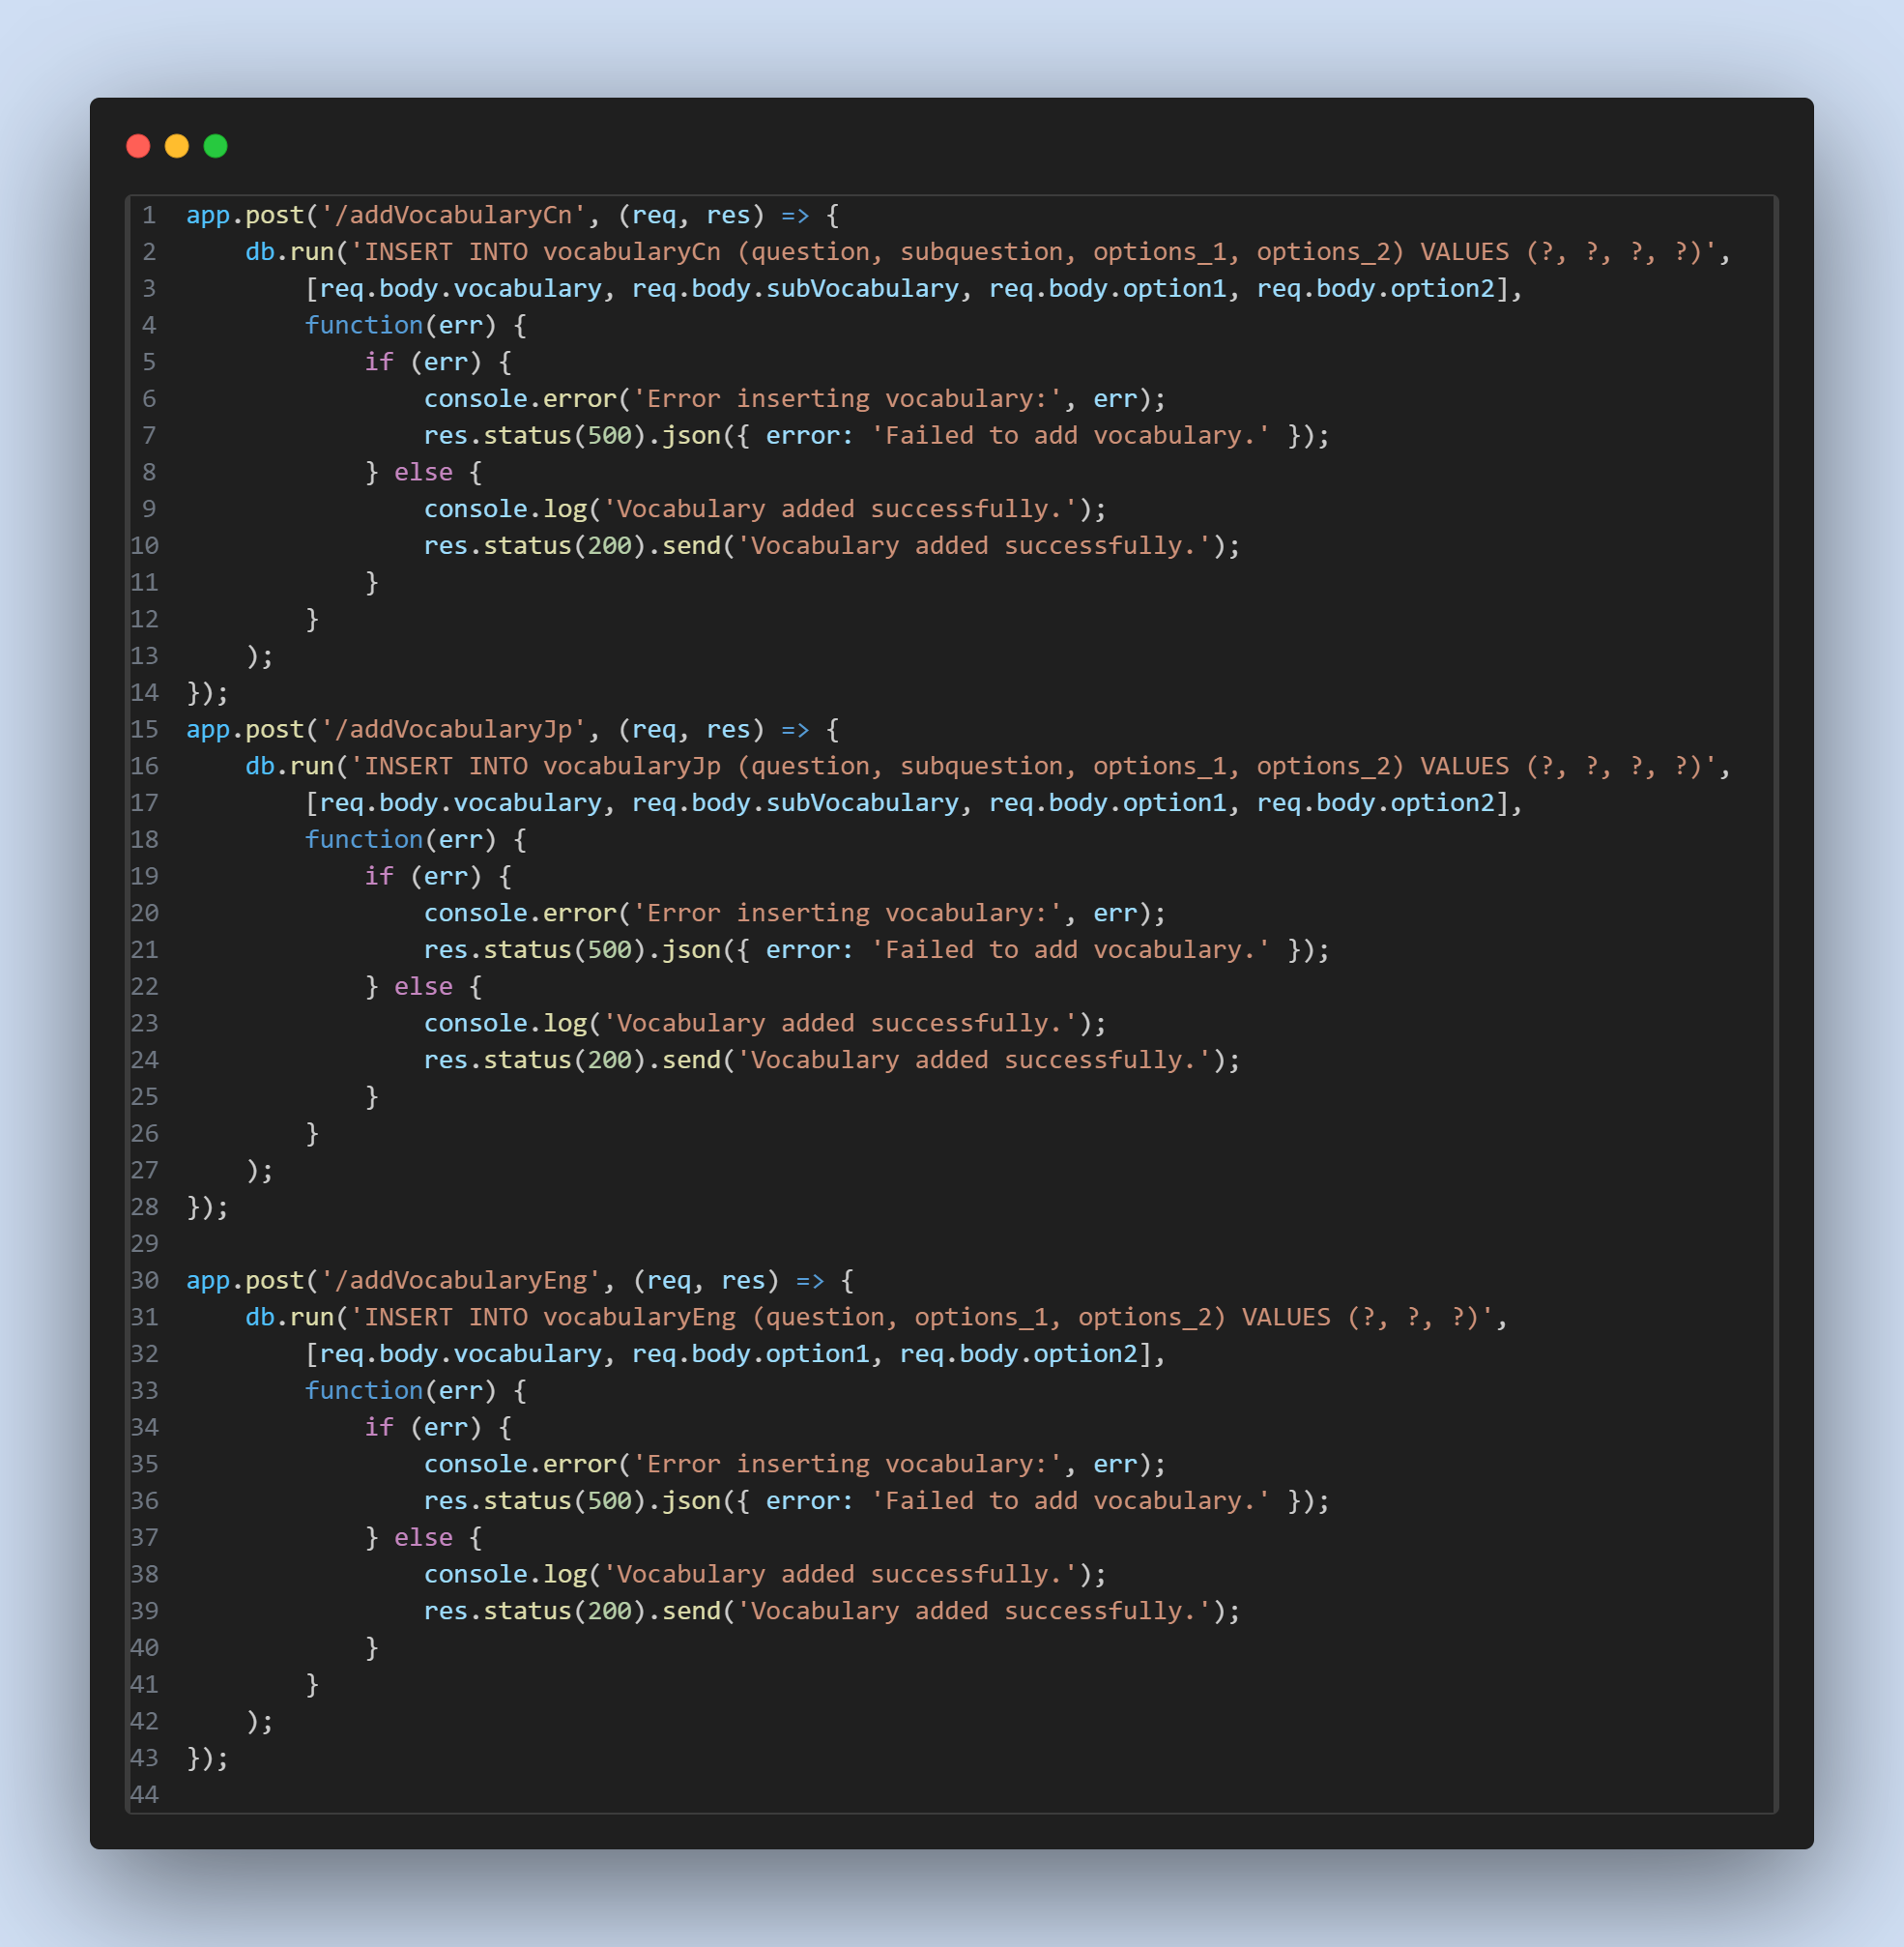 1 app.post('/addVocabularyCn', (req, res) => {
2     db.run('INSERT INTO vocabularyCn (question, subquestion, options_1, options_2) VALUES (?, ?, ?, ?)',
3         [req.body.vocabulary, req.body.subVocabulary, req.body.option1, req.body.option2],
4         function(err) {
5             if (err) {
6                 console.error('Error inserting vocabulary:', err);
7                 res.status(500).json({ error: 'Failed to add vocabulary.' });
8             } else {
9                 console.log('Vocabulary added successfully.');
10                 res.status(200).send('Vocabulary added successfully.');
11             }
12         }
13     );
14 });
15 app.post('/addVocabularyJp', (req, res) => {
16     db.run('INSERT INTO vocabularyJp (question, subquestion, options_1, options_2) VALUES (?, ?, ?, ?)',
17         [req.body.vocabulary, req.body.subVocabulary, req.body.option1, req.body.option2],
18         function(err) {
19             if (err) {
20                 console.error('Error inserting vocabulary:', err);
21                 res.status(500).json({ error: 'Failed to add vocabulary.' });
22             } else {
23                 console.log('Vocabulary added successfully.');
24                 res.status(200).send('Vocabulary added successfully.');
25             }
26         }
27     );
28 });
29
30 app.post('/addVocabularyEng', (req, res) => {
31     db.run('INSERT INTO vocabularyEng (question, options_1, options_2) VALUES (?, ?, ?)',
32         [req.body.vocabulary, req.body.option1, req.body.option2],
33         function(err) {
34             if (err) {
35                 console.error('Error inserting vocabulary:', err);
36                 res.status(500).json({ error: 'Failed to add vocabulary.' });
37             } else {
38                 console.log('Vocabulary added successfully.');
39                 res.status(200).send('Vocabulary added successfully.');
40             }
41         }
42     );
43 });
44